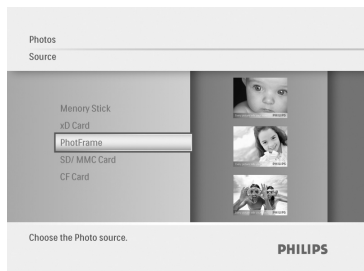 Photos
Source
Menory Stick
xD Card
PhotFrame
SD/ MMC Card
CF Card
Choose the Photo source.
PHILIPS